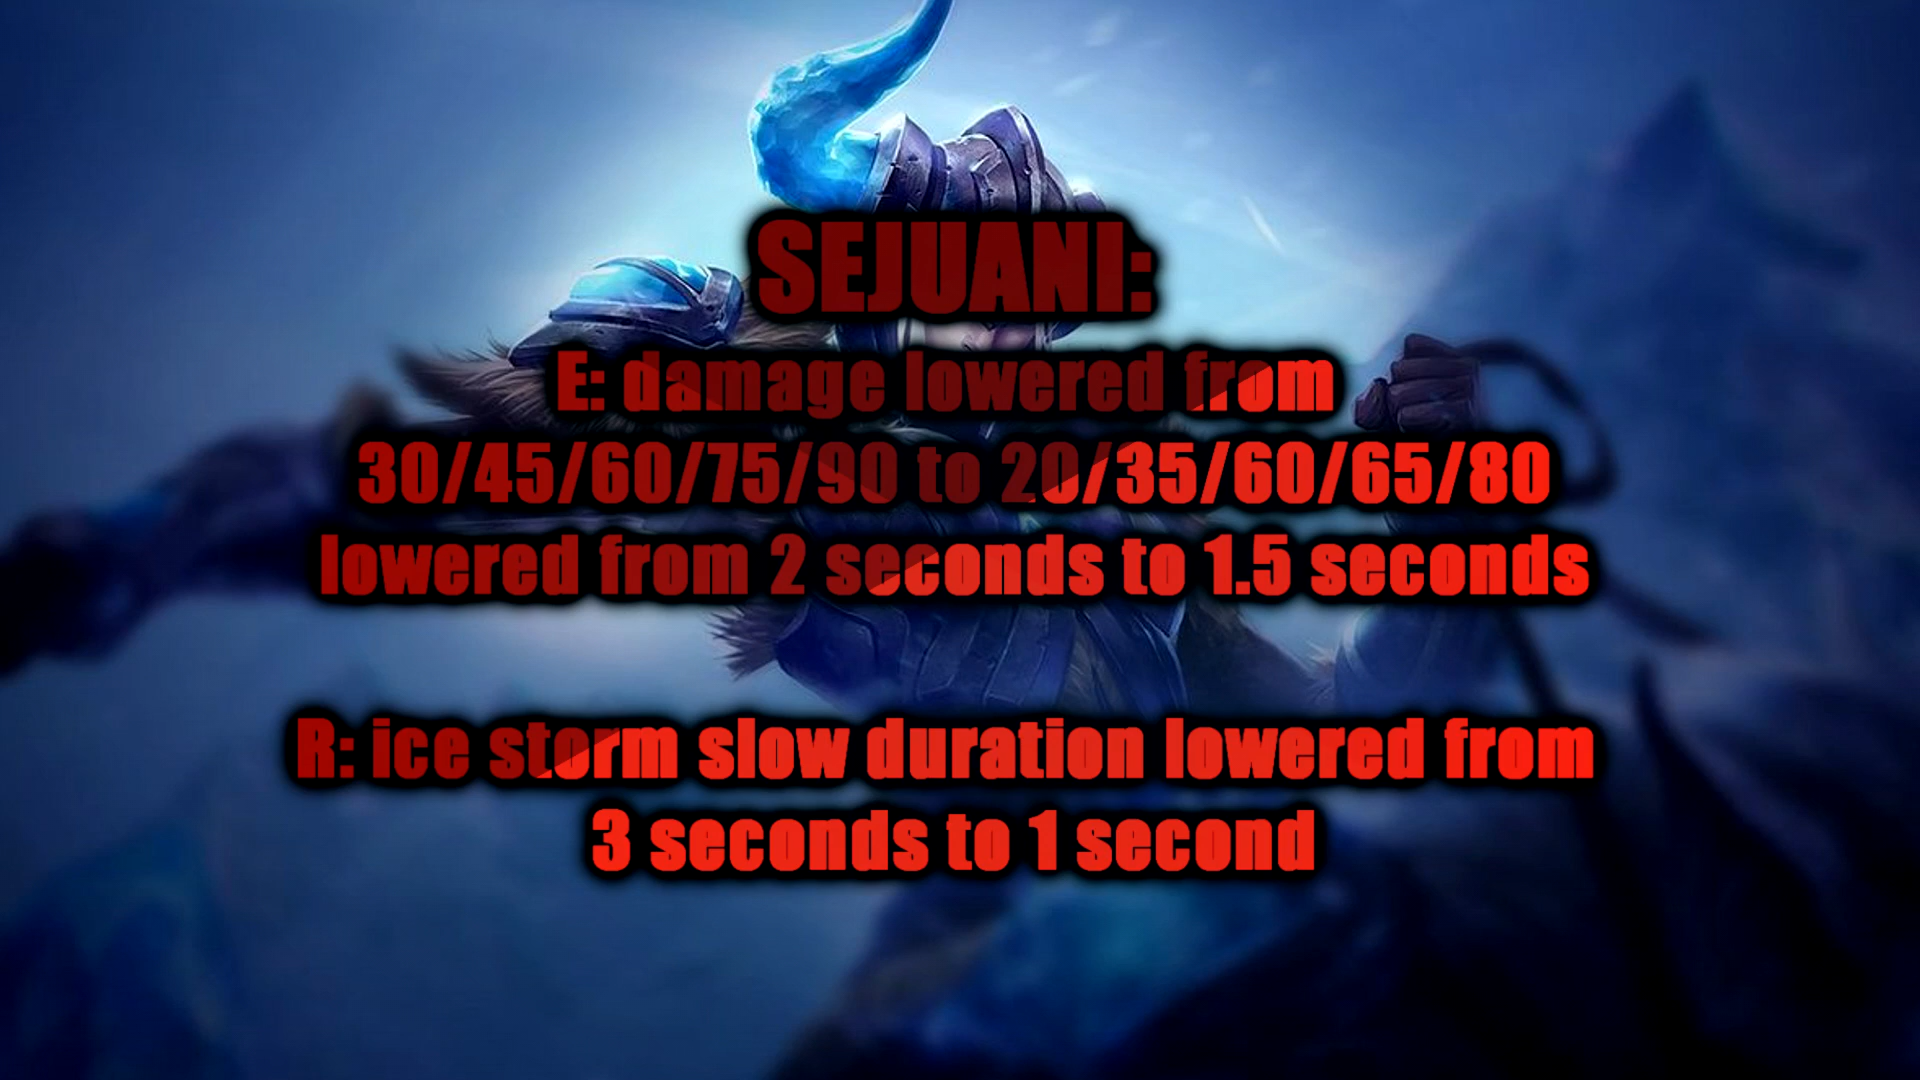 SEJUANI:
E: damage lowered from
30/45/60/75/90 to 20/35/60/65/80
lowered from 2 seconds to 1.5 seconds
R: ice storm slow duration lowered from
3 seconds to 1 second